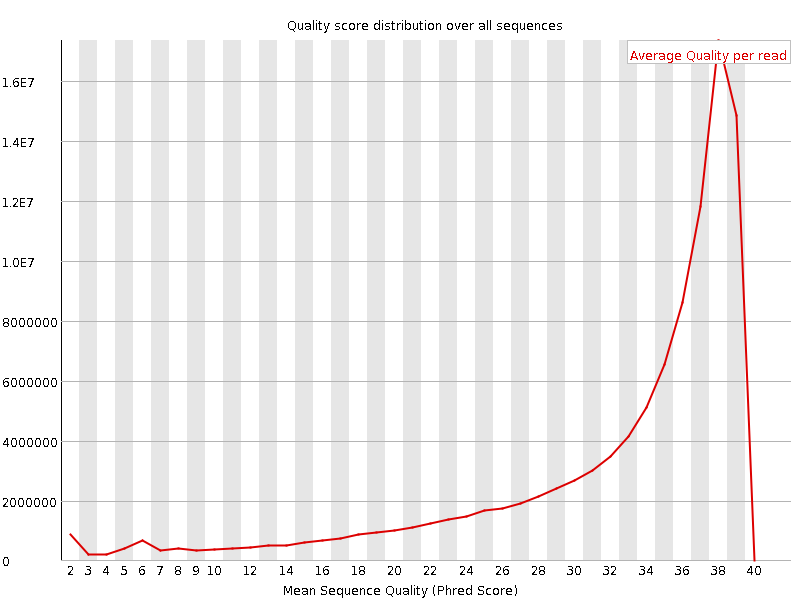 Quality score distribution over all sequences
Average Quality per read
1.6E7
1.4E7
1.2E7
1.0E7
8000000
6000000
4000000
2000000
0
2 3 4 5 6 7 8 9 10 12 14 16 18 20 22 24 26 28 30 32 34 36 38 40
Mean Sequence Quality (Phred Score)